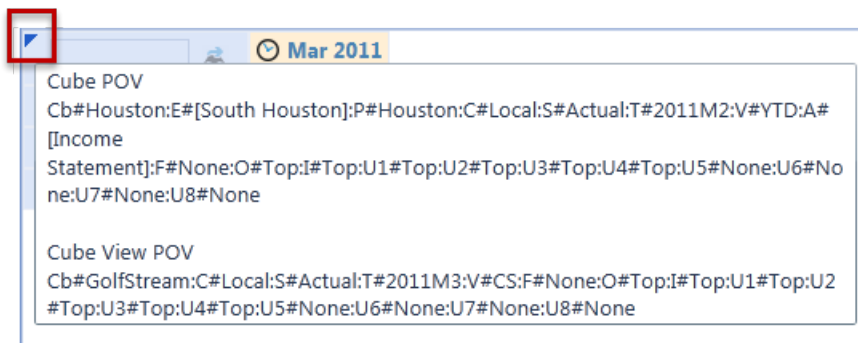 Mar 2011
Cube POV
Cb#Houston:E#[South Houston]:P#Houston:C#Local:S#Actual:T#2011M2:V#YTD:A#
[Income
Statement]:F#None:O#Top:I#Top:U1#Top:U2#Top:U3#Top:U4#Top:U5#None:U6#No
ne:U7#None:U8#None
Cube View POV
Cb#GolfStream:C#Local:S#Actual:T#2011M3:V#CS:F#None:O#Top:I#Top:U1#Top:U2
#Top:U3#Top:U4#Top:U5#None:U6#None:U7#None:U8#None